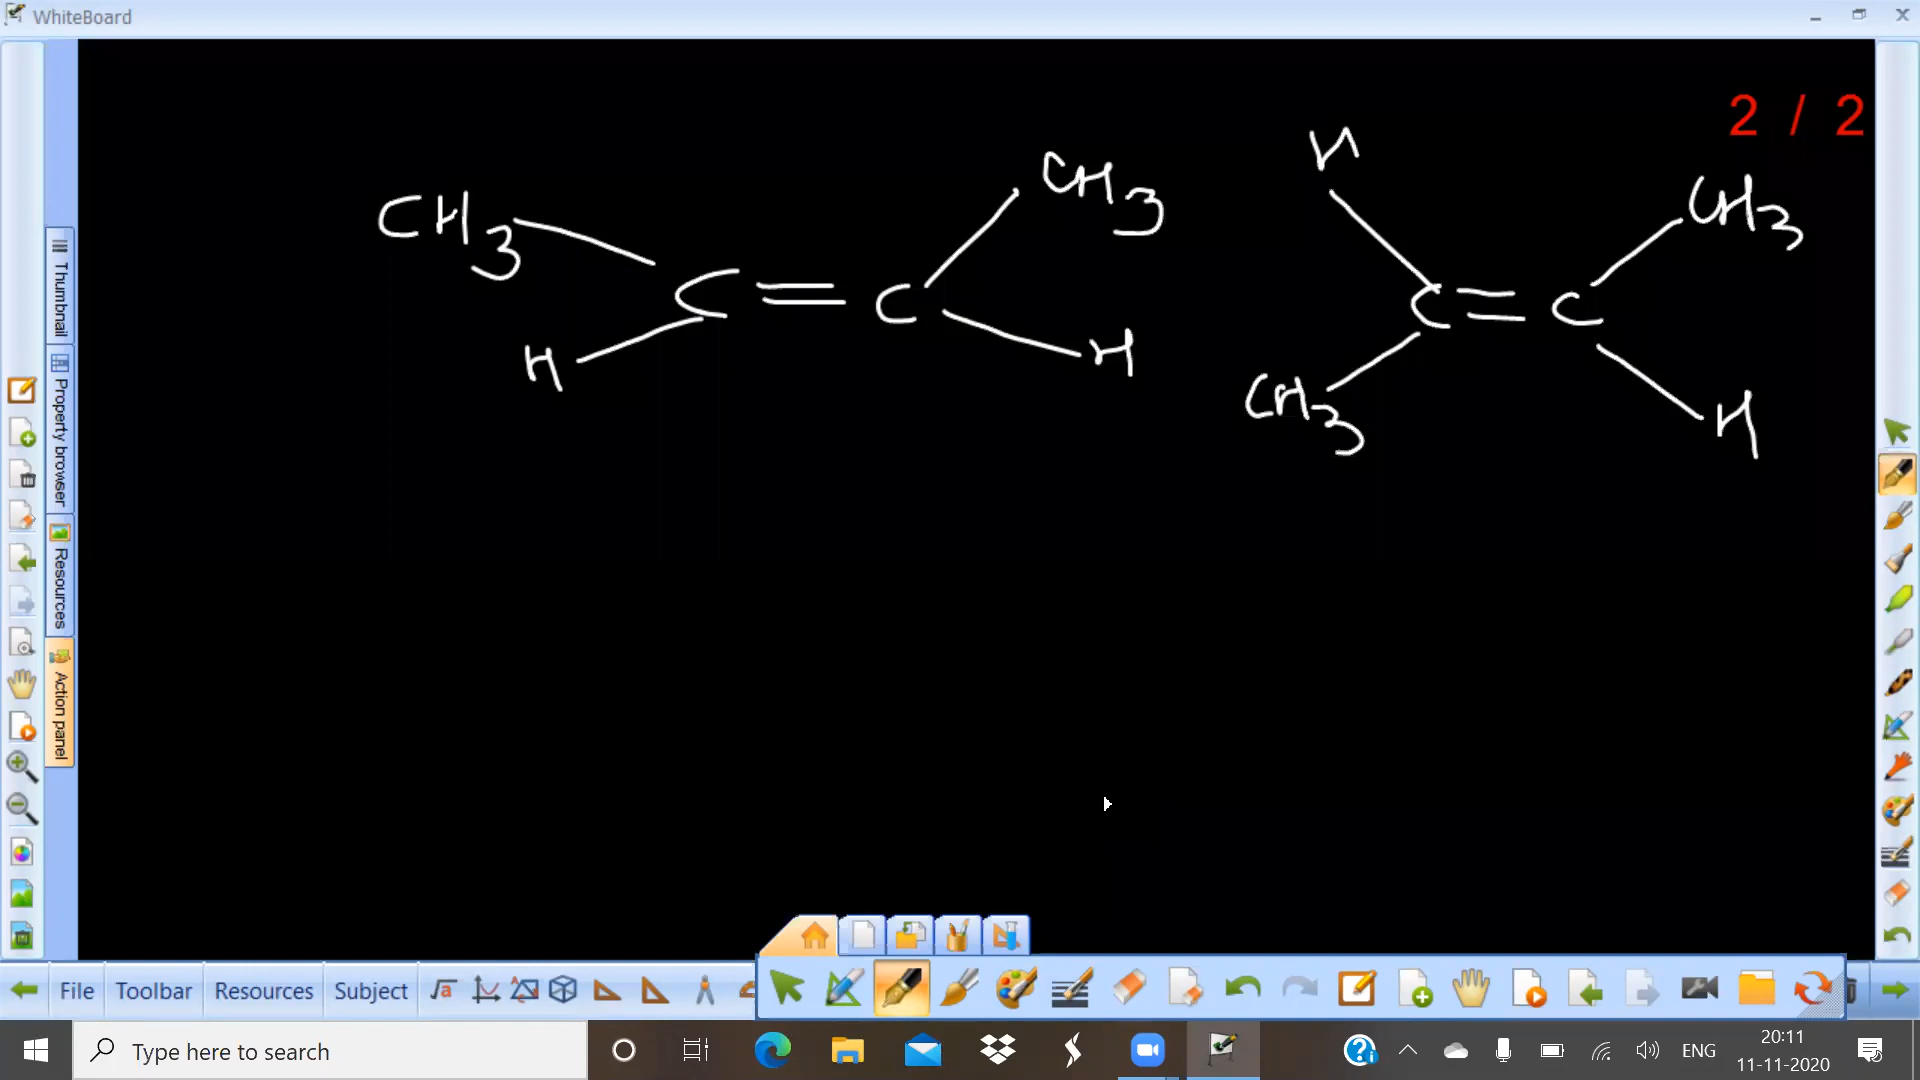 WhiteBoard
2 / 2
H
CH3 CH3 CH3
C = C C = C
H H CH3 H
Thumbnail
Property browser
Resources
Action panel
File Toolbar Resources Subject
Type here to search
ENG
20:11
11-11-2020